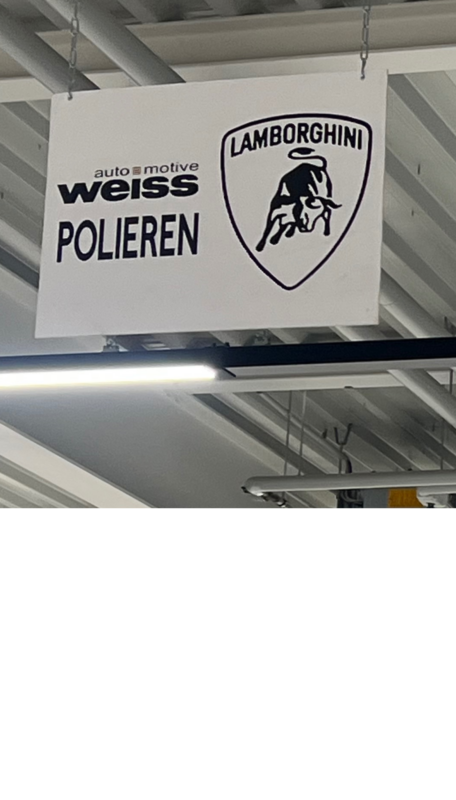 auto motive
weiss
POLIEREN
LAMBORGHINI